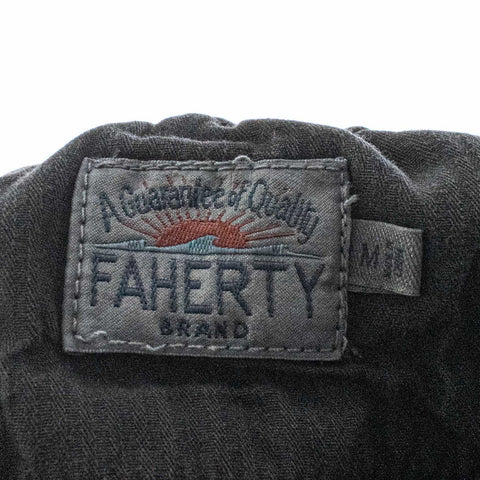 A Guarantee of Quality
FAHERTY
BRAND
M